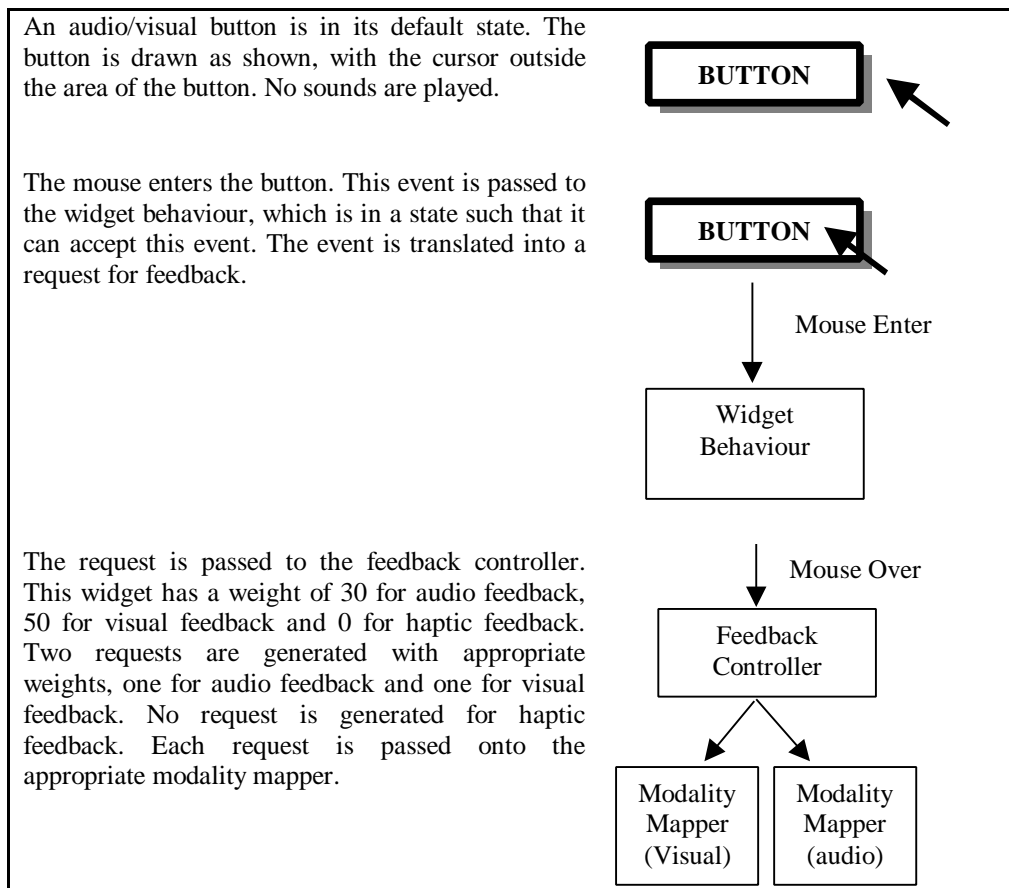 An audio/visual button is in its default state. The
button is drawn as shown, with the cursor outside
the area of the button. No sounds are played.
BUTTON
The mouse enters the button. This event is passed to
the widget behaviour, which is in a state such that it
can accept this event. The event is translated into a
request for feedback.
BUTTON
Mouse Enter
Widget
Behaviour
The request is passed to the feedback controller.
This widget has a weight of 30 for audio feedback,
50 for visual feedback and 0 for haptic feedback.
Two requests are generated with appropriate
weights, one for audio feedback and one for visual
feedback. No request is generated for haptic
feedback. Each request is passed onto the
appropriate modality mapper.
Mouse Over
Feedback
Controller
Modality
Mapper
(Visual)
Modality
Mapper
(audio)